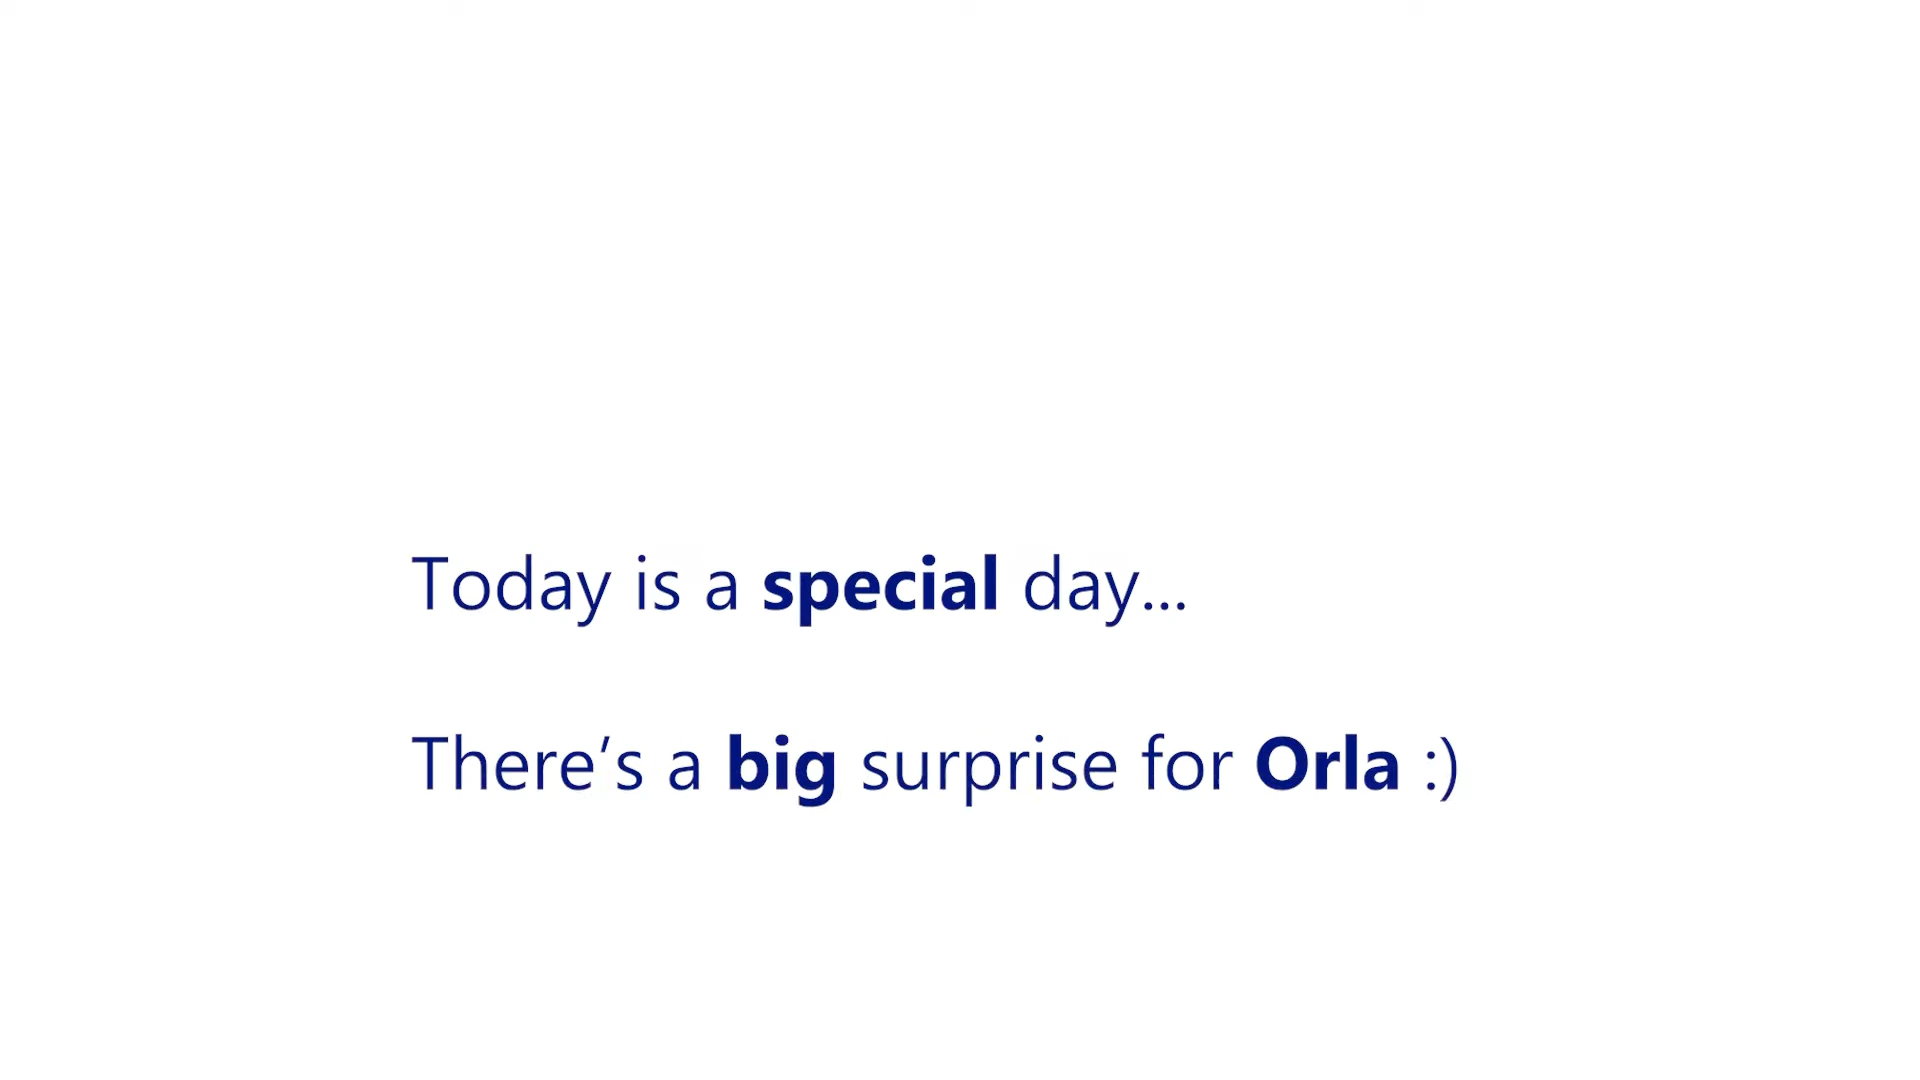 Today is a special day...
There’s a big surprise for Orla :)